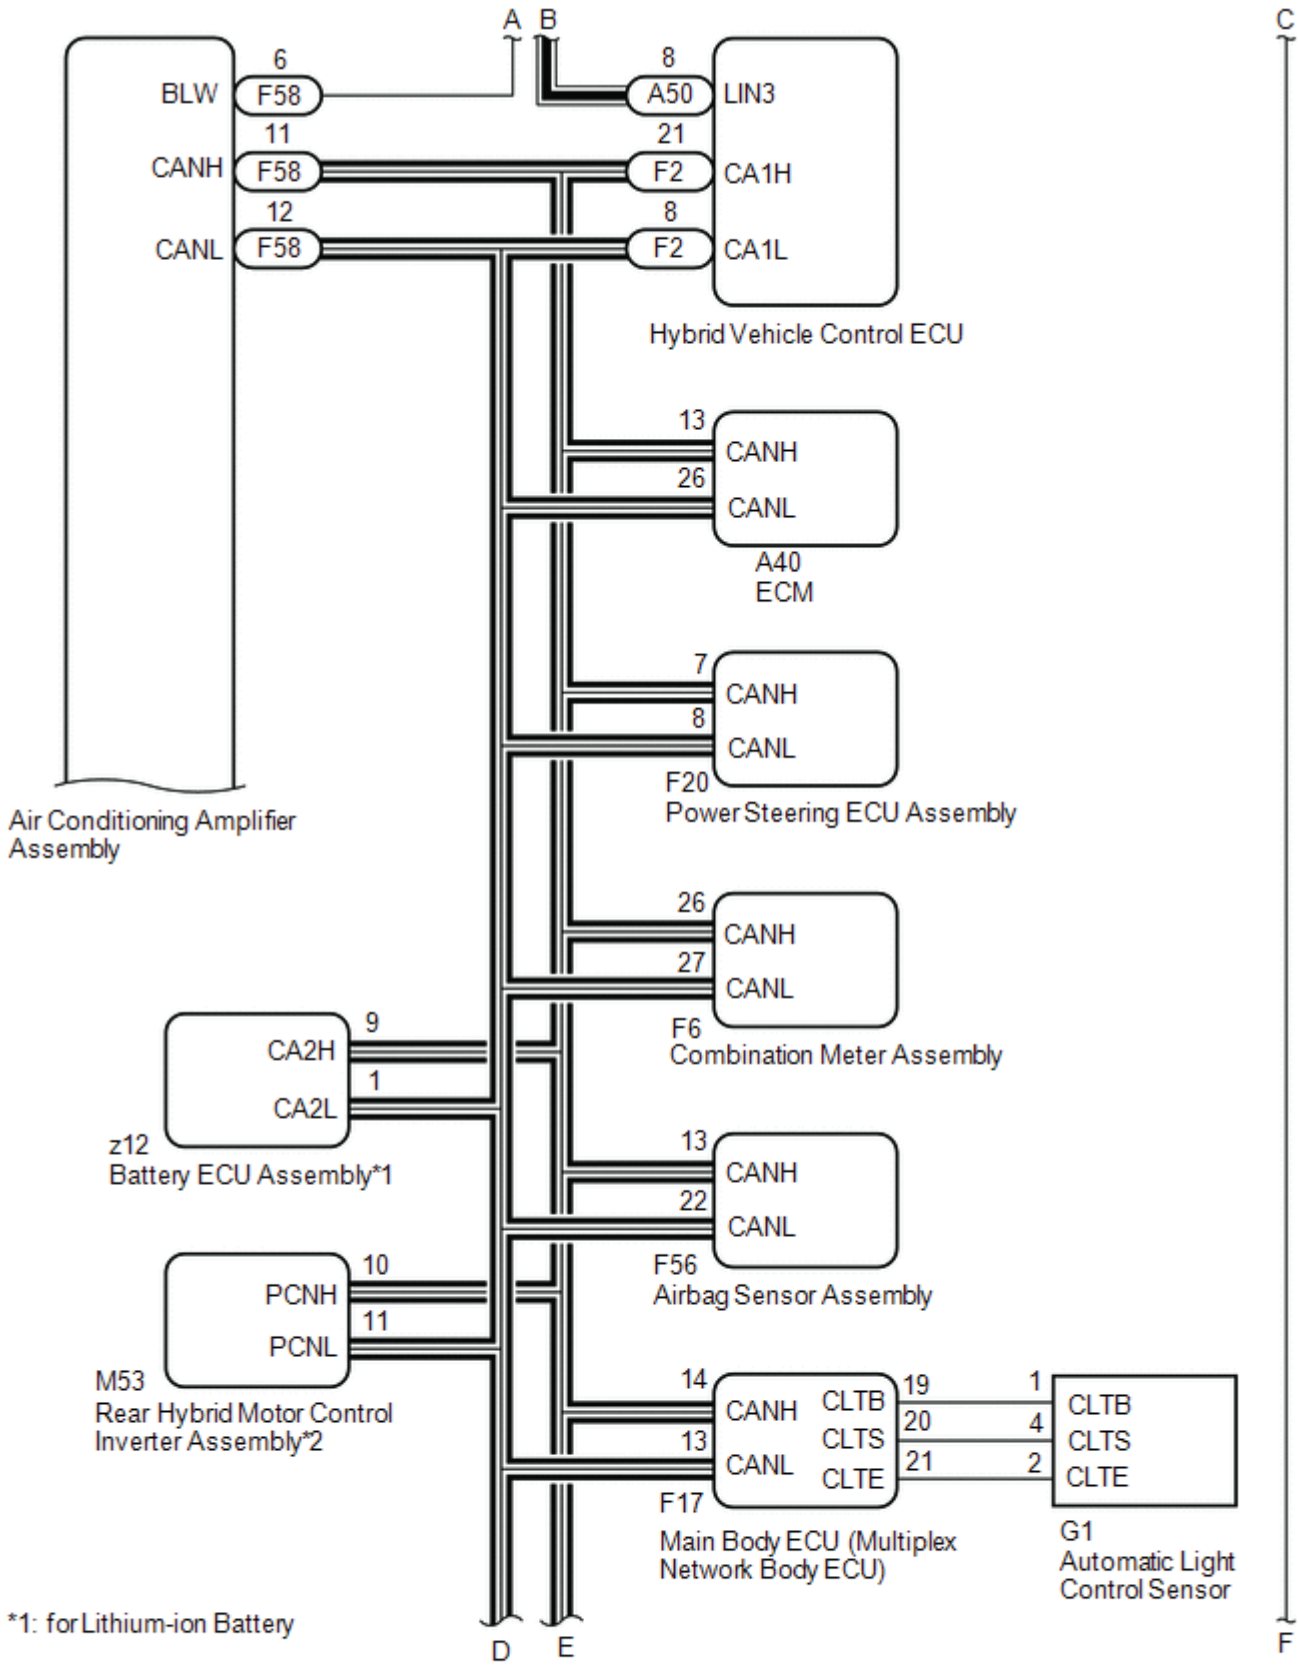 A B C
6 8
BLW F58 A50 LIN3
11 21
CANH F58 F2 CA1H
12 8
CANL F58 F2 CA1L
Hybrid Vehicle Control ECU
13
CANH
26
CANL
A40
ECM
7
CANH
8
CANL
F20
Power Steering ECU Assembly
Air Conditioning Amplifier
Assembly
26
CANH
27
CANL
F6
Combination Meter Assembly
9
CA2H
1
CA2L
z12
Battery ECU Assembly*1
13
CANH
22
CANL
F56
Airbag Sensor Assembly
10
PCNH
11
PCNL
M53
Rear Hybrid Motor Control
Inverter Assembly*2
14 19 1
CANH CLTB CLTB
20 4
CLTS CLTS
13 21 2
CANL CLTE CLTE
F17
Main Body ECU (Multiplex
Network Body ECU)
G1
Automatic Light
Control Sensor
*1: for Lithium-ion Battery
D E F